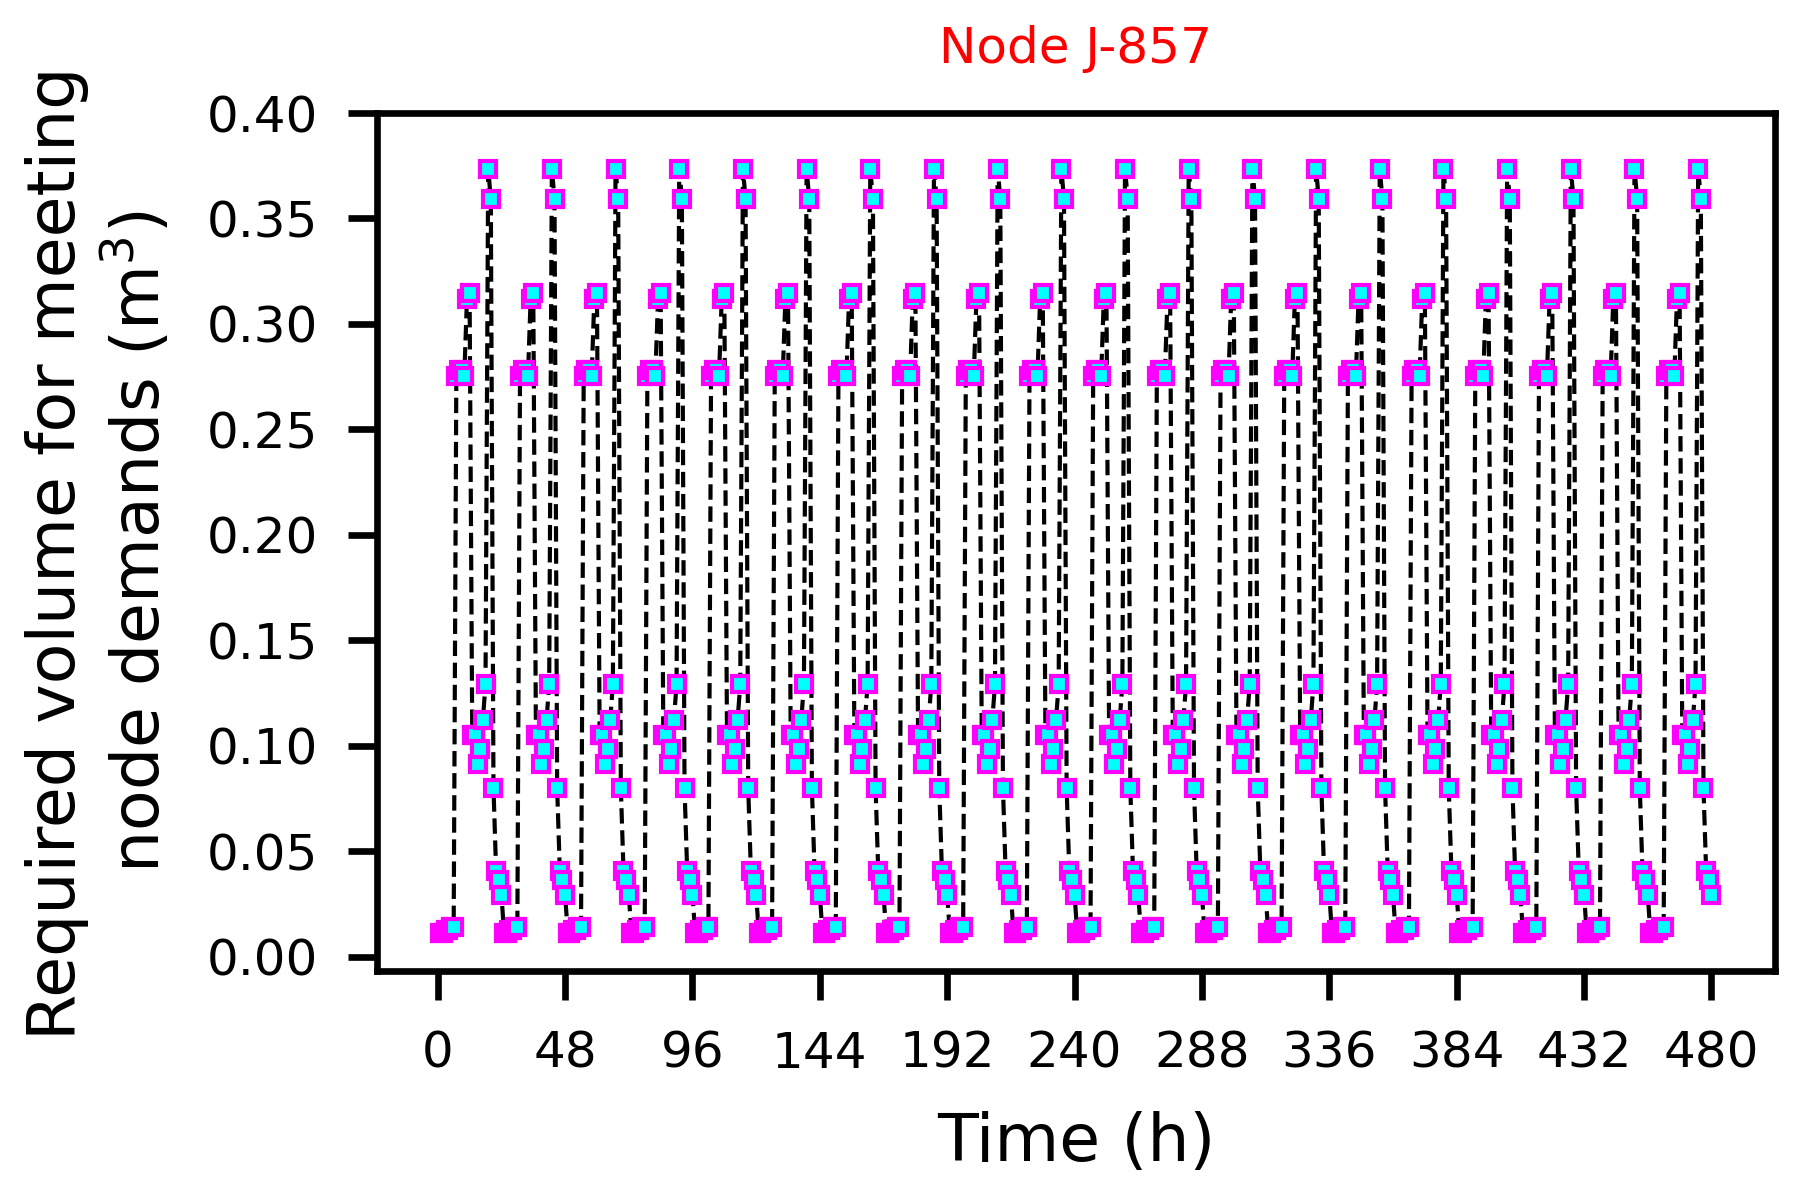 Node J-857
Required volume for meeting
node demands (m³)
0.40
0.35
0.30
0.25
0.20
0.15
0.10
0.05
0.00
0 48 96 144 192 240 288 336 384 432 480
Time (h)